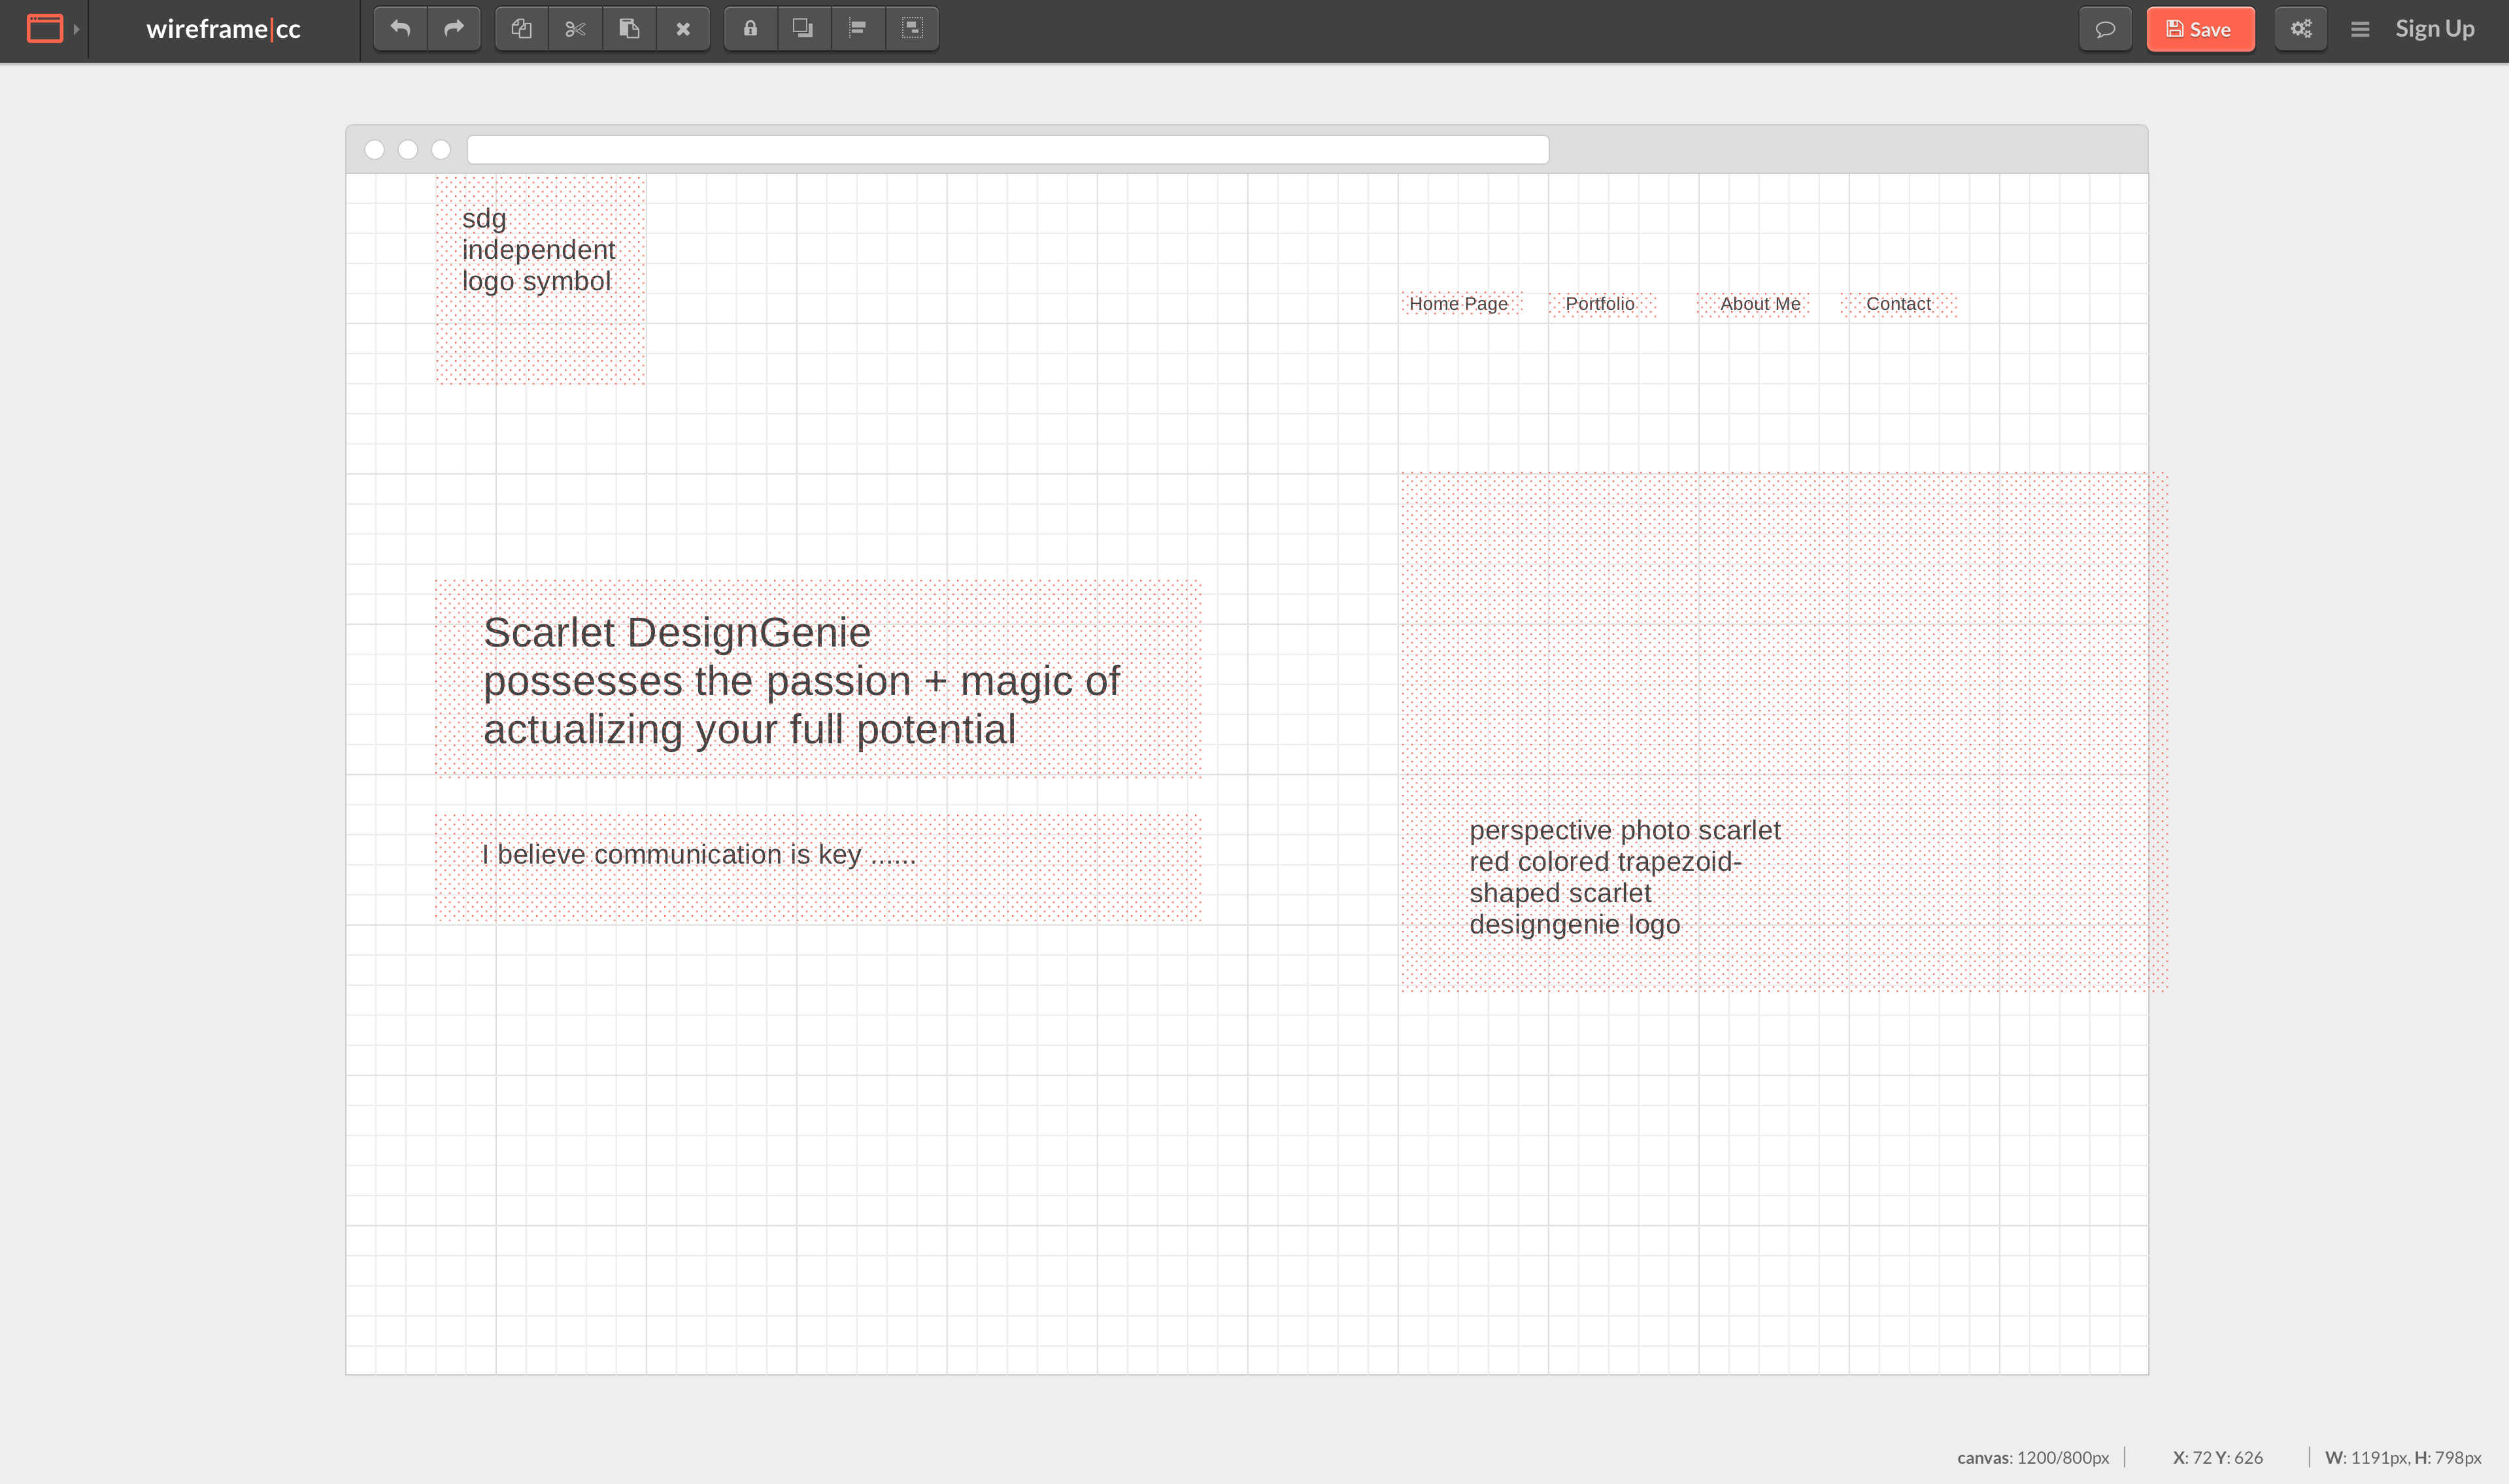 wireframe|cc
Save
Sign Up
sdg
independent
logo symbol
Home Page
Portfolio
About Me
Contact
Scarlet DesignGenie
possesses the passion + magic of
actualizing your full potential
I believe communication is key ......
perspective photo scarlet
red colored trapezoid-
shaped scarlet
designgenie logo
canvas: 1200/800px
X: 72 Y: 626
W: 1191px, H: 798px